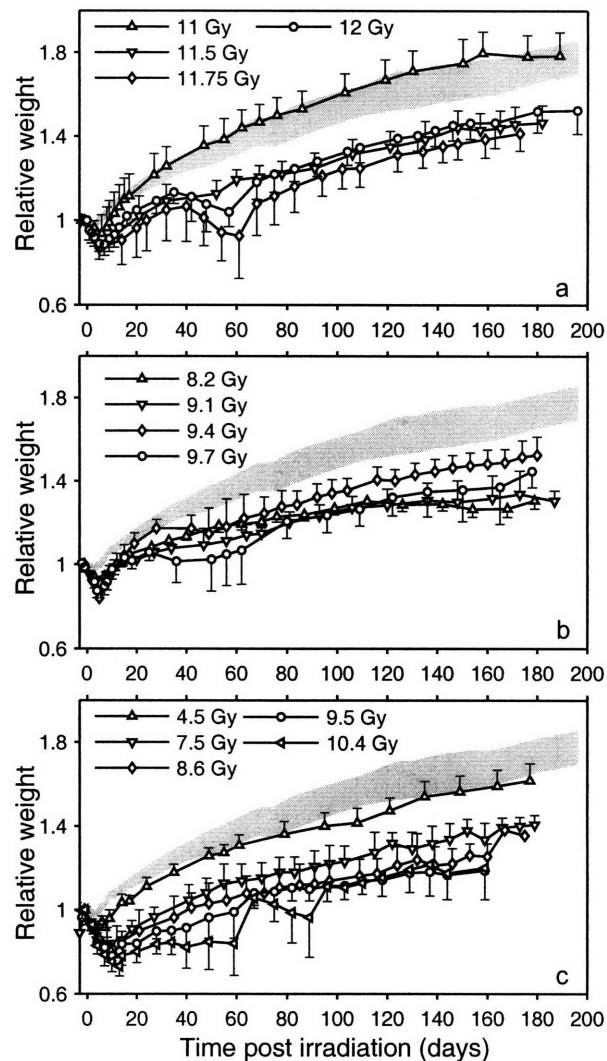 11 Gy 12 Gy
11.5 Gy
11.75 Gy
1.8
1.4
1
0.6
Relative weight
a
0 20 40 60 80 100 120 140 160 180 200
8.2 Gy
9.1 Gy
9.4 Gy
9.7 Gy
1.8
1.4
1
0.6
Relative weight
b
0 20 40 60 80 100 120 140 160 180 200
4.5 Gy 9.5 Gy
7.5 Gy 10.4 Gy
8.6 Gy
1.8
1.4
1
0.6
Relative weight
c
0 20 40 60 80 100 120 140 160 180 200
Time post irradiation (days)